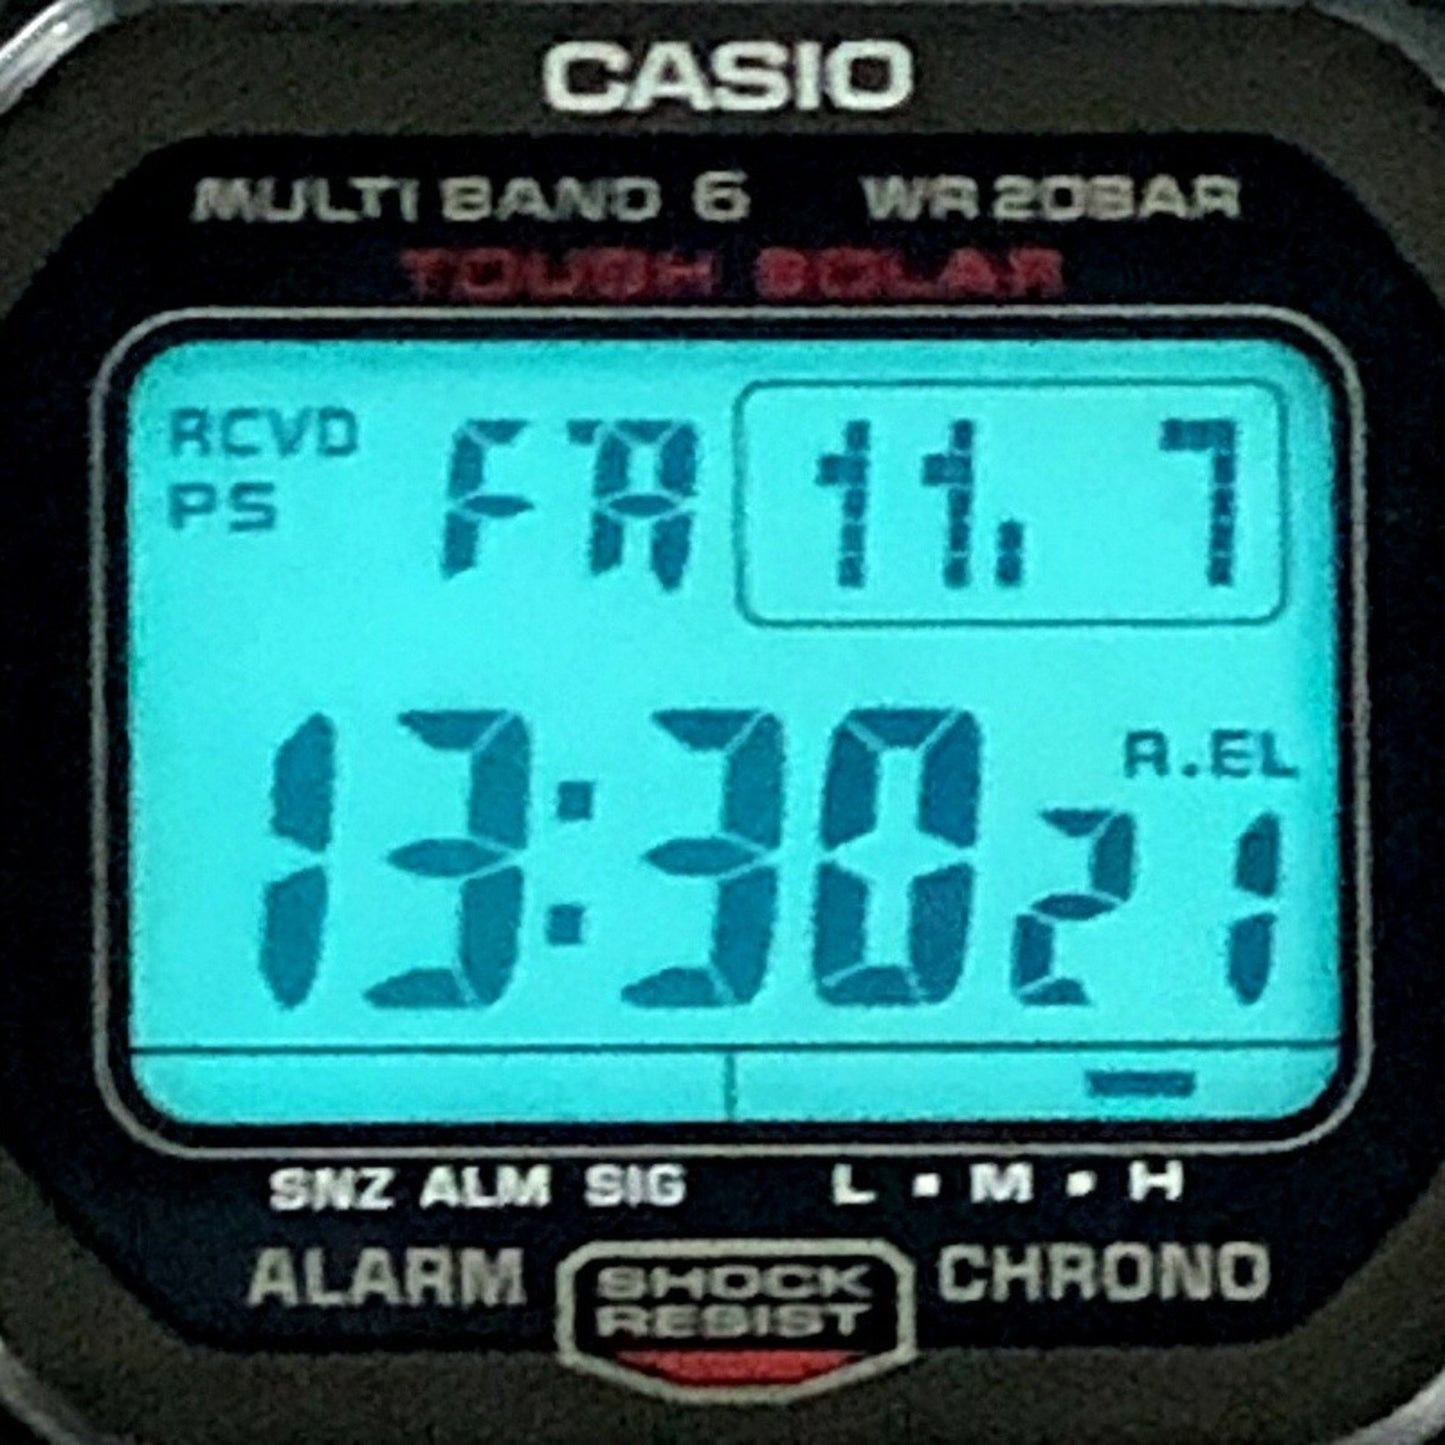 CASIO
MULTI BAND 6 WR20BAR
TOUGH SOLAR
RCVD
PS
FR 11. 7
A.EL
13:30 21
SNZ ALM SIG L • M • H
ALARM CHRONO
SHOCK
RESIST